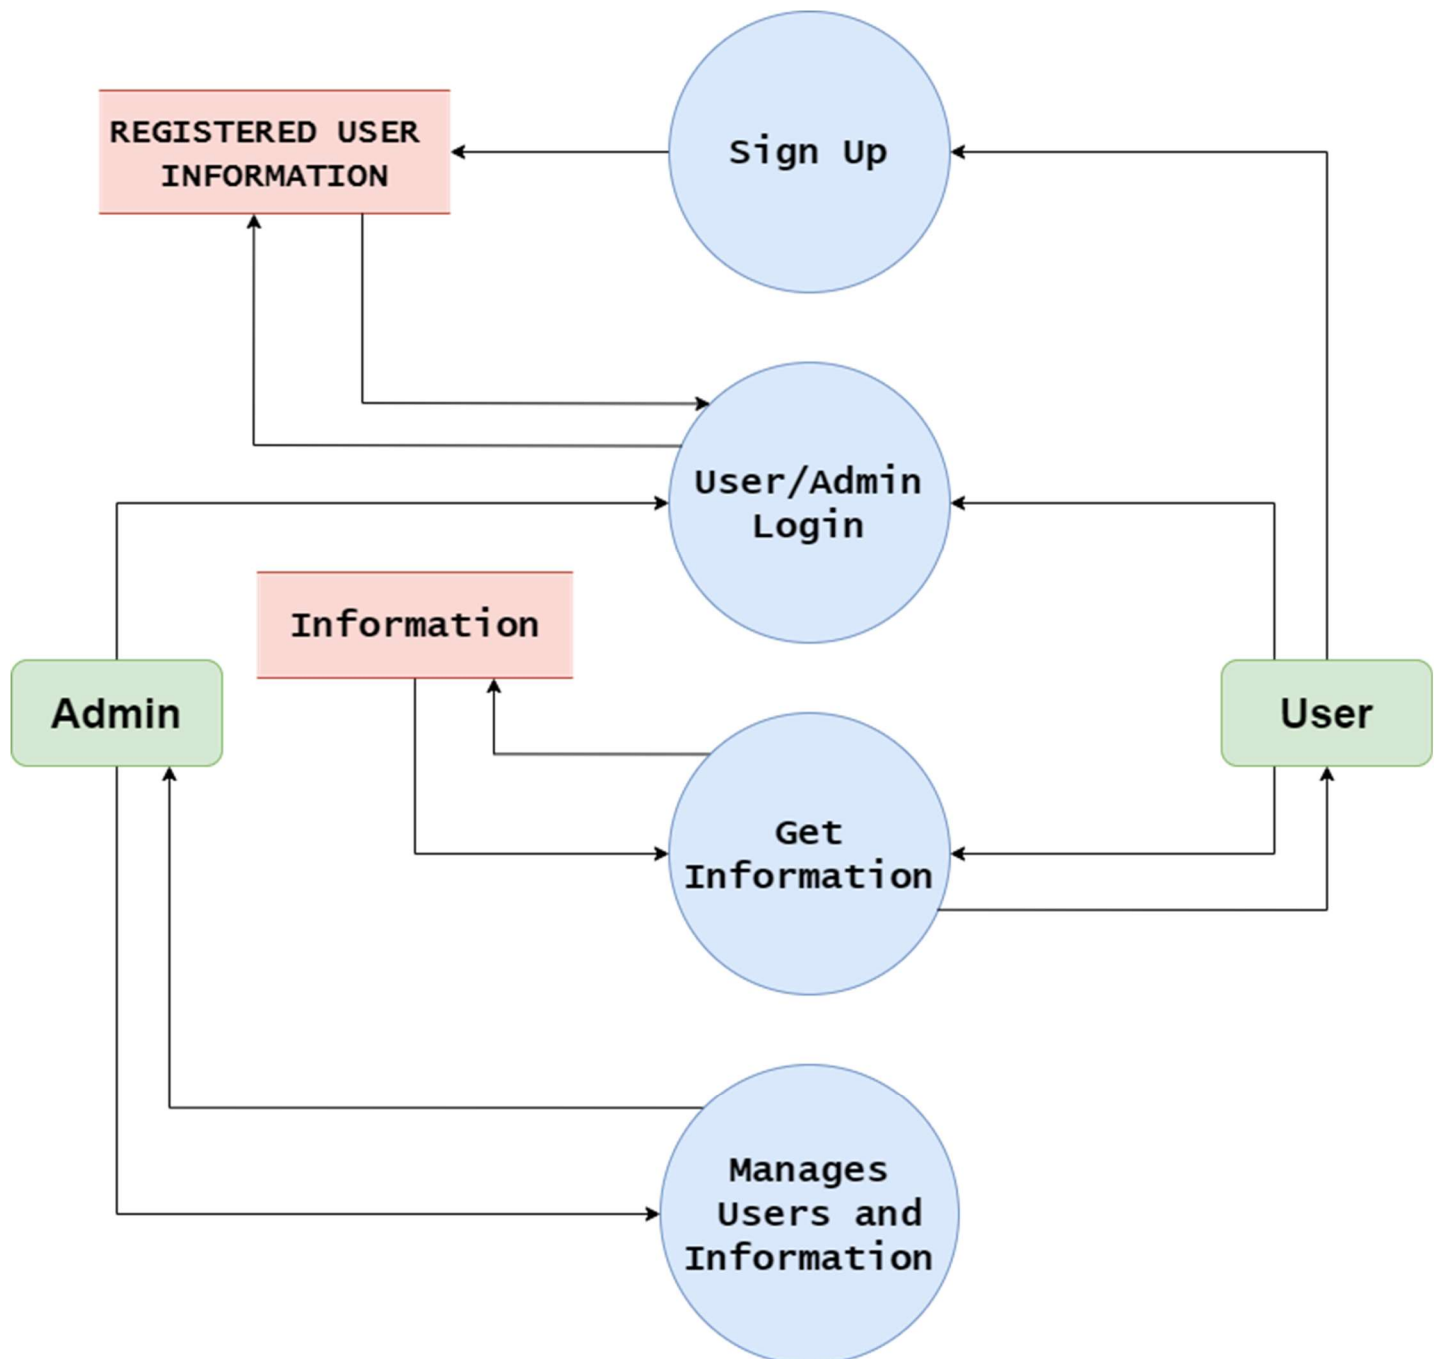 Sign Up
REGISTERED USER
INFORMATION
User/Admin
Login
Information
Admin
User
Get
Information
Manages
Users and
Information